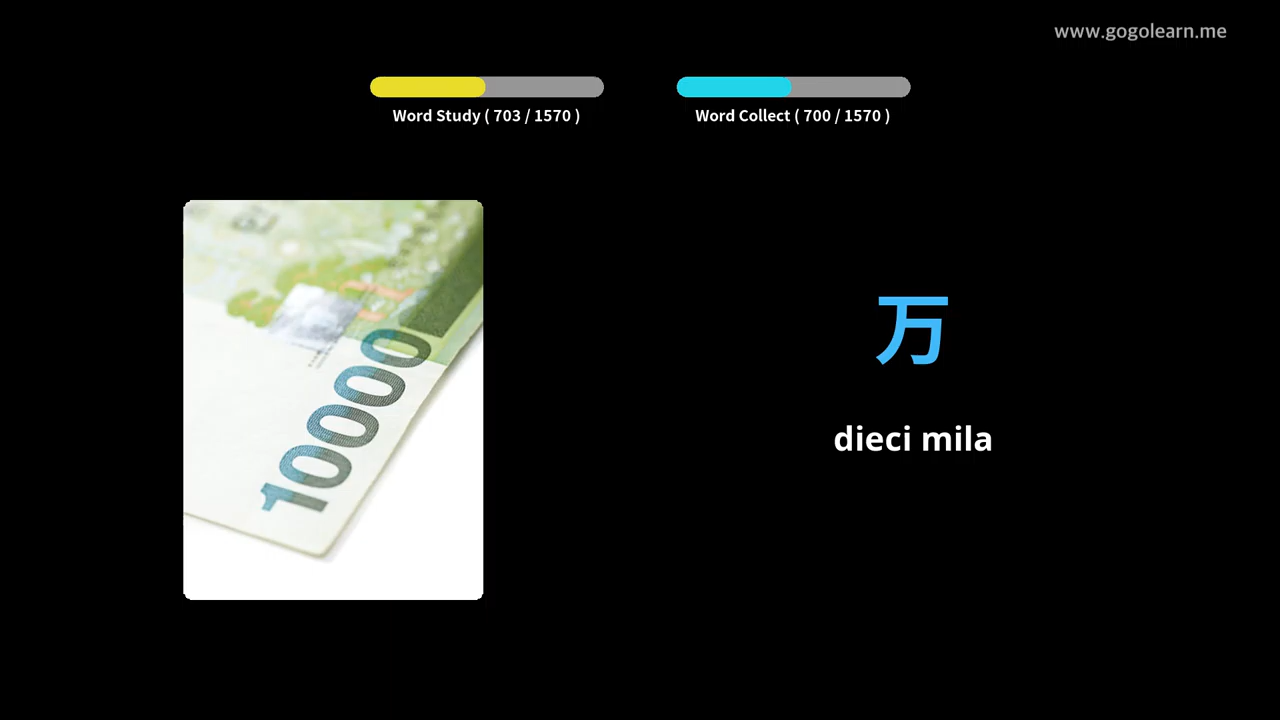 www.gogolearn.me
Word Study ( 703 / 1570 )
Word Collect ( 700 / 1570 )
10000
万
dieci mila